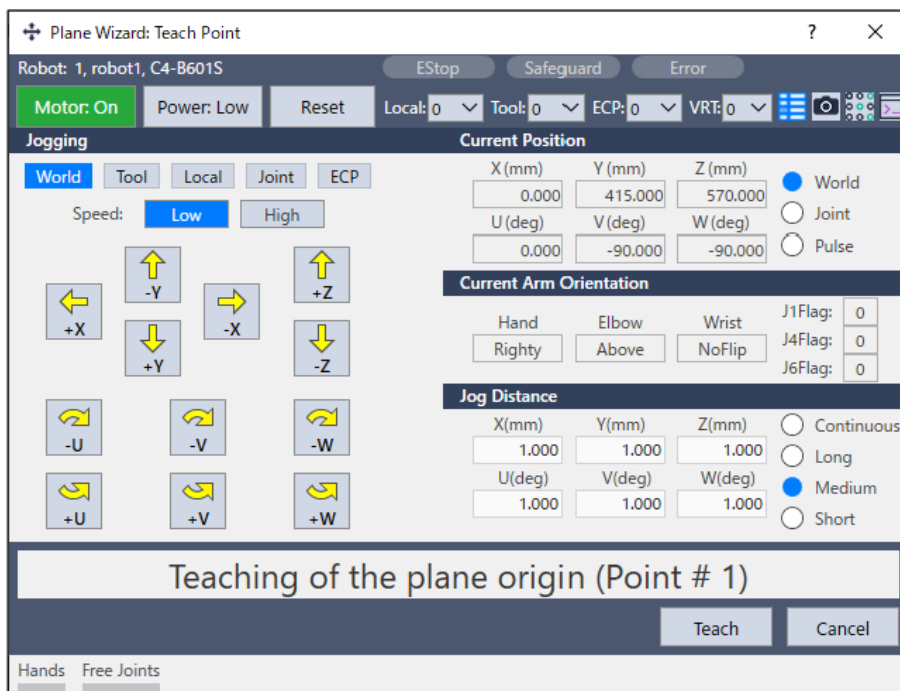 Plane Wizard: Teach Point ? ×
Robot: 1, robot1, C4-B601S EStop Safeguard Error
Motor: On Power: Low Reset Local: 0 Tool: 0 ECP: 0 VRT: 0
Jogging
World Tool Local Joint ECP
Speed: Low High
-Y +Z
+X -X
+Y -Z
-U -V -W
+U +V +W
Current Position
X (mm) Y (mm) Z (mm)
0.000 415.000 570.000
U (deg) V (deg) W (deg)
0.000 -90.000 -90.000
World
Joint
Pulse
Current Arm Orientation
Hand Elbow Wrist
Righty Above NoFlip
J1Flag: 0
J4Flag: 0
J6Flag: 0
Jog Distance
X(mm) Y(mm) Z(mm)
1.000 1.000 1.000
U(deg) V(deg) W(deg)
1.000 1.000 1.000
Continuous
Long
Medium
Short
Teaching of the plane origin (Point # 1)
Teach Cancel
Hands Free Joints